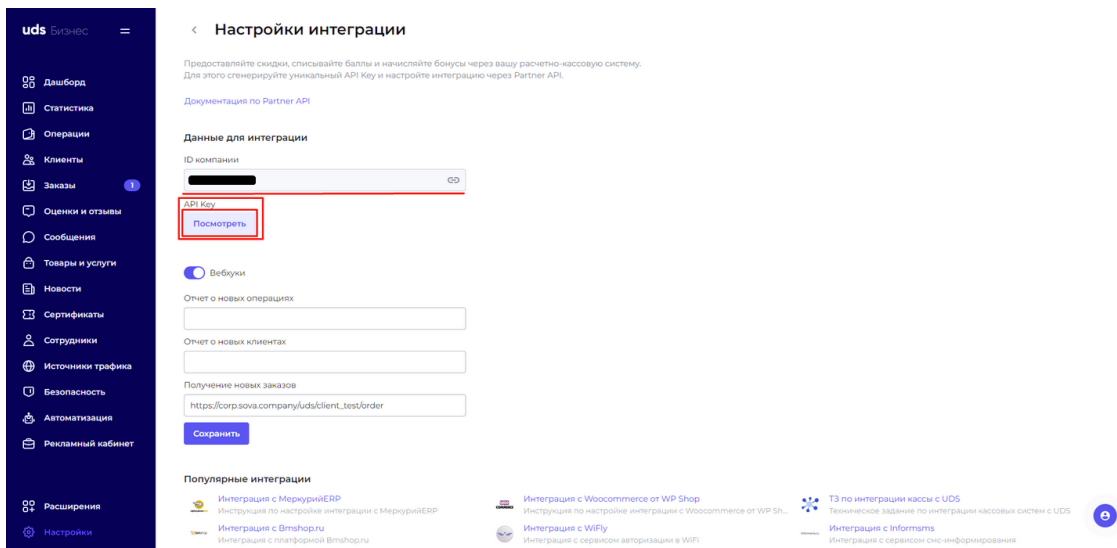 uds Бизнес
Дашборд
Статистика
Операции
Клиенты
Заказы 1
Оценки и отзывы
Сообщения
Товары и услуги
Новости
Сертификаты
Сотрудники
Источники трафика
Безопасность
Автоматизация
Рекламный кабинет
Расширения
Настройки
Настройки интеграции
Предоставляйте скидки, списывайте баллы и начисляйте бонусы через вашу расчетно-кассовую систему.
Для этого сгенерируйте уникальный API Key и настройте интеграцию через Partner API.
Документация по Partner API
Данные для интеграции
ID компании
API Key
Посмотреть
Вебхуки
Отчет о новых операциях
Отчет о новых клиентах
Получение новых заказов
https://corp.sova.company/uds/client_test/order
Сохранить
Популярные интеграции
Интеграция с МеркурийERP
Инструкция по настройке интеграции с МеркурийERP
Интеграция с Woocommerce от WP Shop
Инструкция по настройке интеграции с Woocommerce от WP Sh...
ТЗ по интеграции кассы с UDS
Техническое задание по интеграции кассовых систем с UDS
Интеграция с Bmshop.ru
Интеграция с платформой Bmshop.ru
Интеграция с WiFly
Интеграция с сервисом авторизации в WiFi
Интеграция с Informsms
Интеграция с сервисом смс-информирования